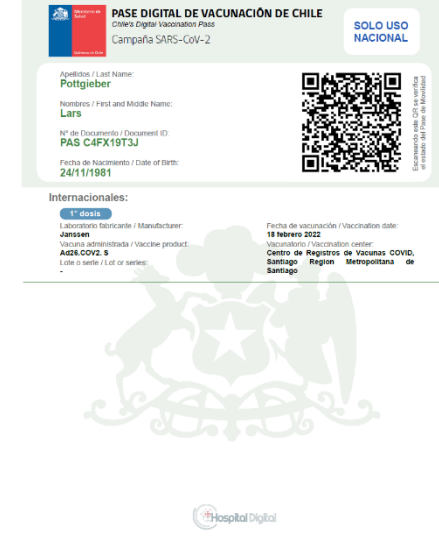 Ministerio de
Salud
Gobierno de Chile
PASE DIGITAL DE VACUNACIÓN DE CHILE
Chile's Digital Vaccination Pass
Campaña SARS-CoV-2
SOLO USO
NACIONAL
Apellidos / Last Name:
Pottgieber
Nombres / First and Middle Name:
Lars
N° de Documento / Document ID:
PAS C4FX19T3J
Fecha de Nacimiento / Date of Birth:
24/11/1981
Escaneando este QR se verifica
el estado del Pase de Movilidad
Internacionales:
1° dosis
Laboratorio fabricante / Manufacturer:
Janssen
Vacuna administrada / Vaccine product:
Ad26.COV2. S
Lote o serie / Lot or series:
-
Fecha de vacunación / Vaccination date:
18 febrero 2022
Vacunatorio / Vaccination center:
Centro de Registros de Vacunas COVID,
Santiago Region Metropolitana de
Santiago
Hospital Digital